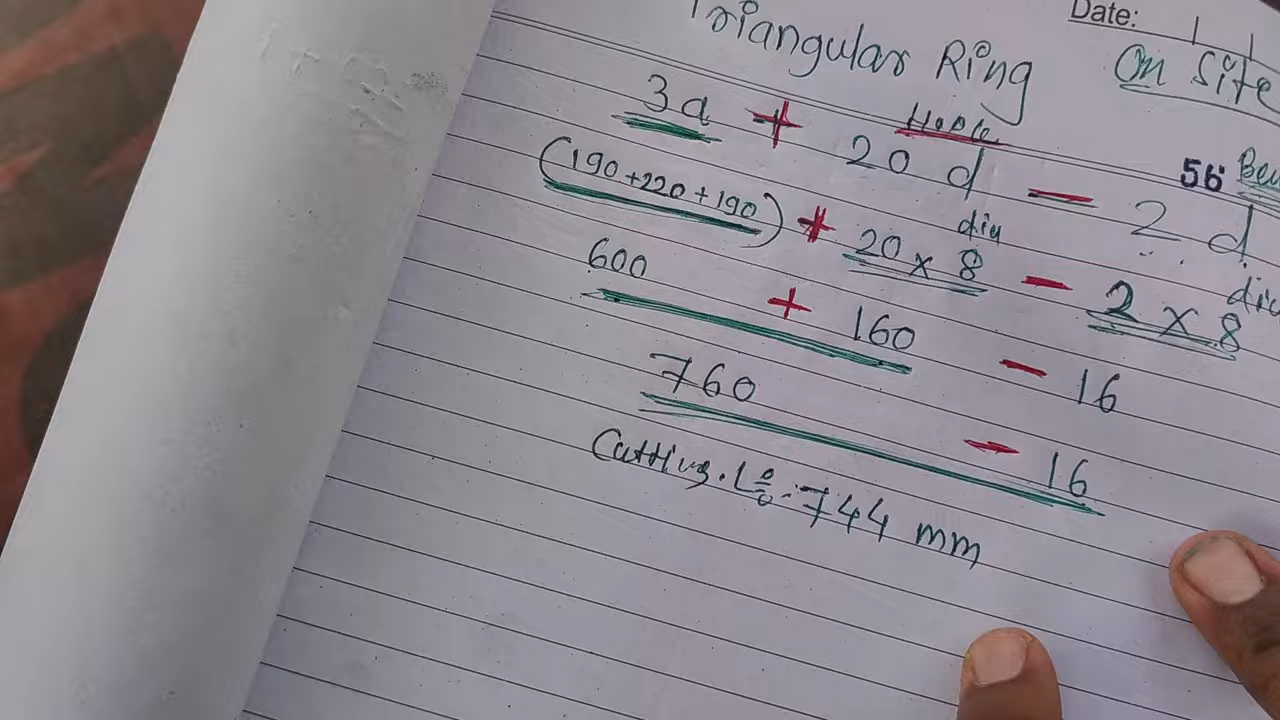 Date:
Triangular Ring On Site
Hook
3a + 20 d - 2 d
56
dia dia
(190+220+190) + 20 x 8 - 2 x 8
600 + 160 - 16
760 - 16
Cutting. L%:-744 mm